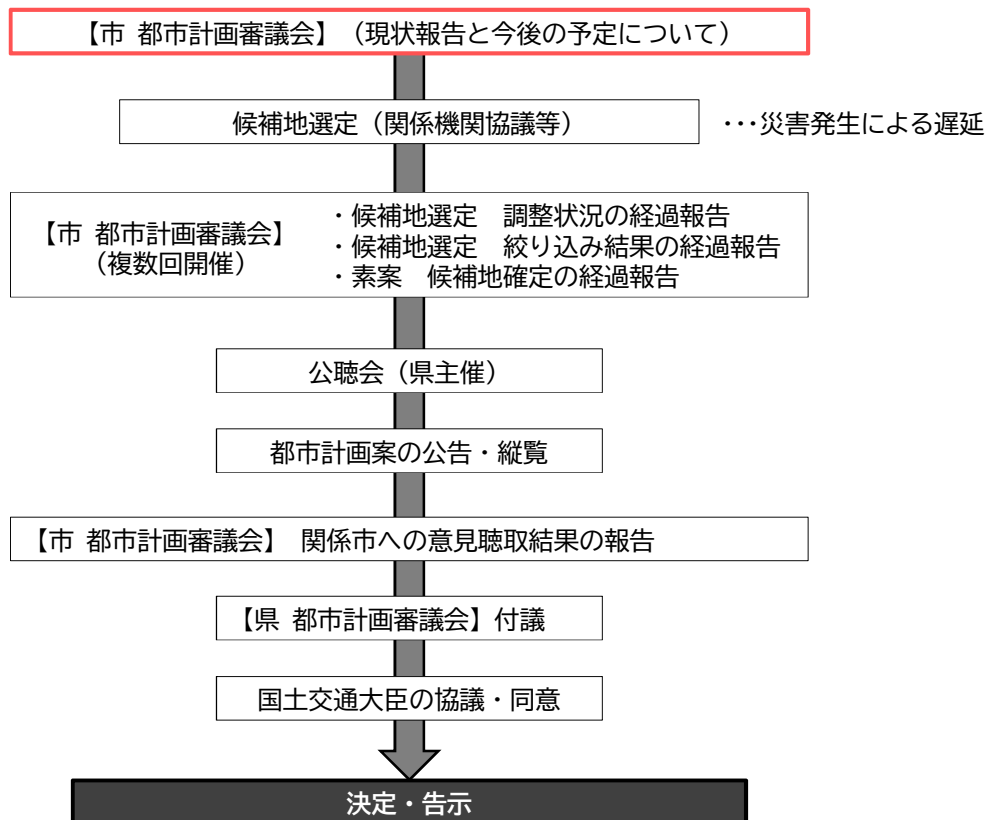 【市 都市計画審議会】（現状報告と今後の予定について）
候補地選定（関係機関協議等） ･･･災害発生による遅延
【市 都市計画審議会】
（複数回開催）
・候補地選定　調整状況の経過報告
・候補地選定　絞り込み結果の経過報告
・素案　候補地確定の経過報告
公聴会（県主催）
都市計画案の公告・縦覧
【市 都市計画審議会】 関係市への意見聴取結果の報告
【県 都市計画審議会】付議
国土交通大臣の協議・同意
決定・告示